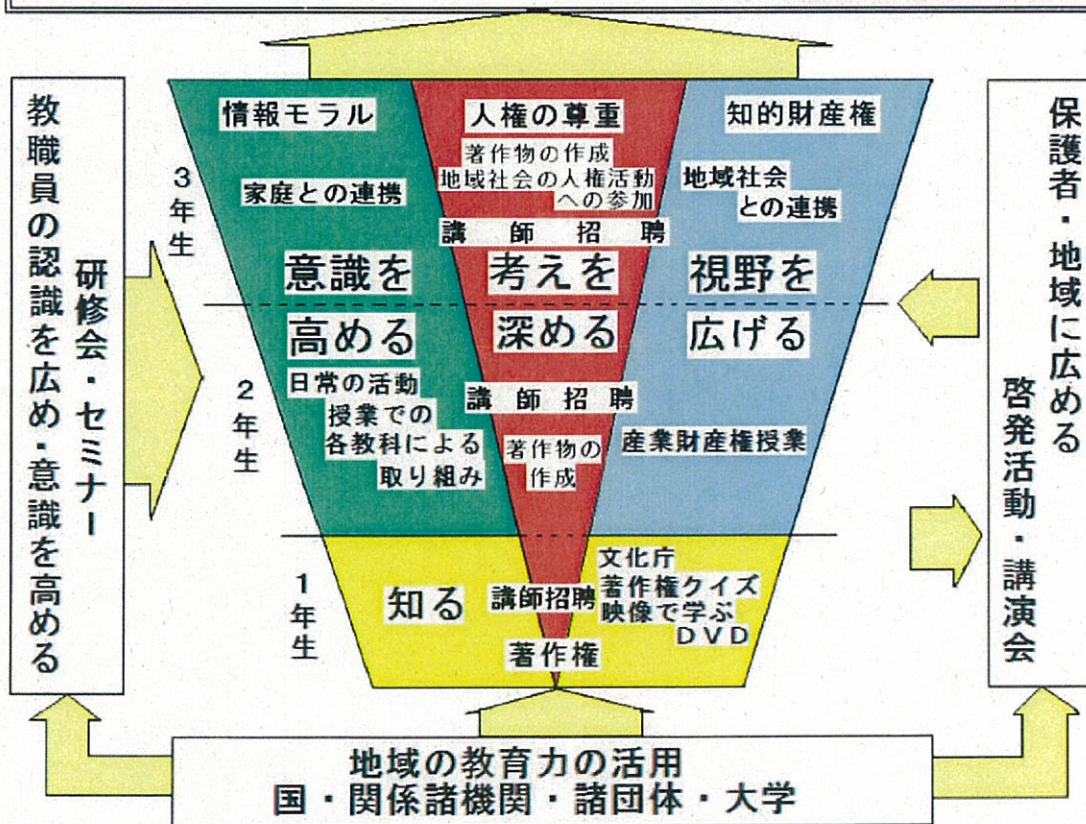 教職員の認識を広め・意識を高める
研修会・セミナー
3年生
2年生
1年生
情報モラル
家庭との連携
意識を
高める
日常の活動
授業での
各教科による
取り組み
人権の尊重
著作物の作成
地域社会の人権活動
への参加
講師招聘
考えを
深める
講師招聘
著作物の
作成
知的財産権
地域社会
との連携
視野を
広げる
産業財産権授業
知る
講師招聘
著作権
文化庁
著作権クイズ
映像で学ぶ
DVD
保護者・地域に広める
啓発活動・講演会
地域の教育力の活用
国・関係諸機関・諸団体・大学